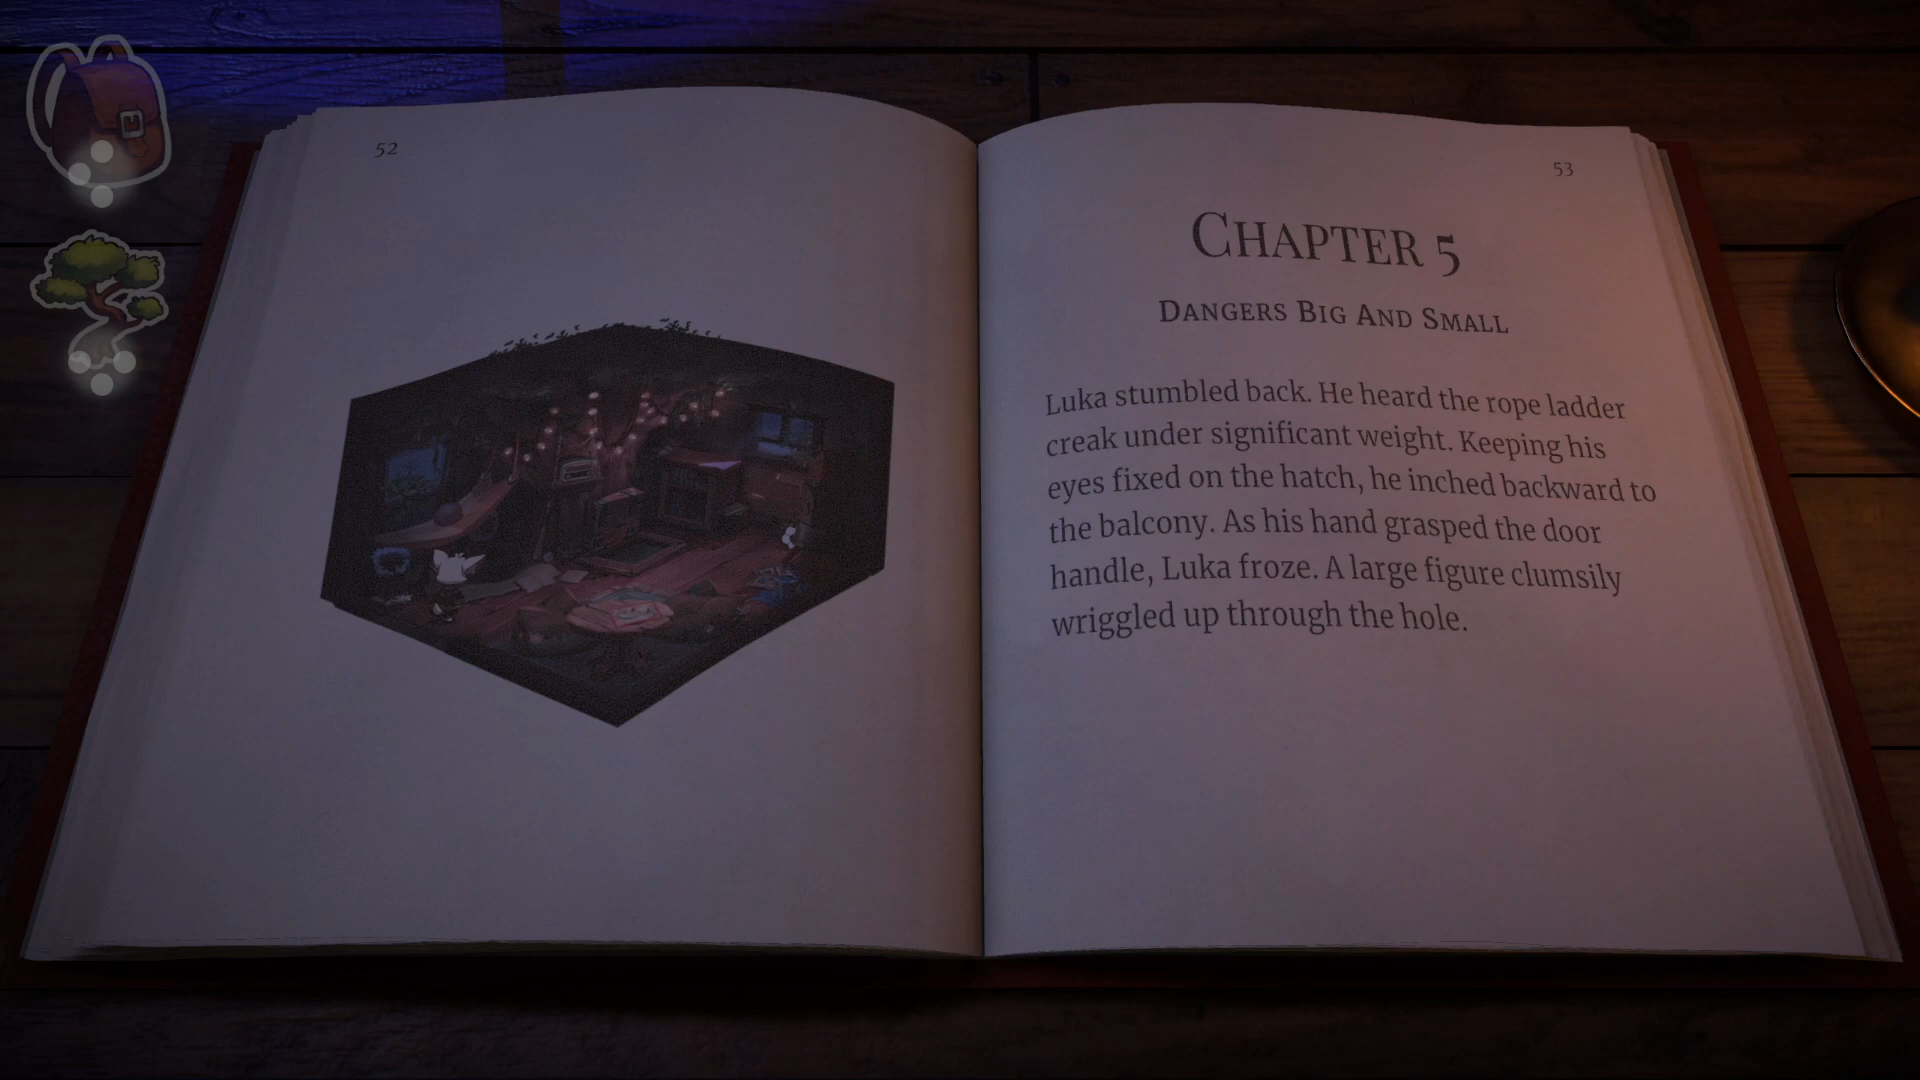 52
53
Chapter 5
Dangers Big And Small
Luka stumbled back. He heard the rope ladder
creak under significant weight. Keeping his
eyes fixed on the hatch, he inched backward to
the balcony. As his hand grasped the door
handle, Luka froze. A large figure clumsily
wriggled up through the hole.